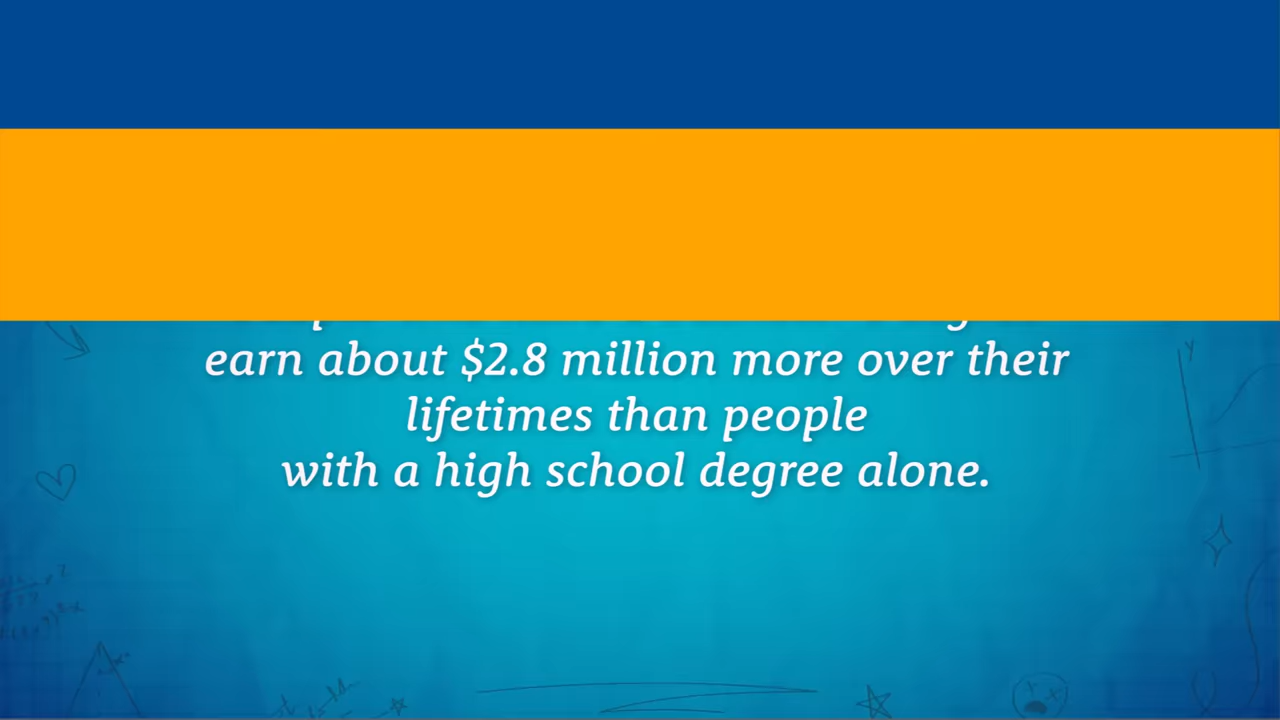 earn about $2.8 million more over their
lifetimes than people
with a high school degree alone.